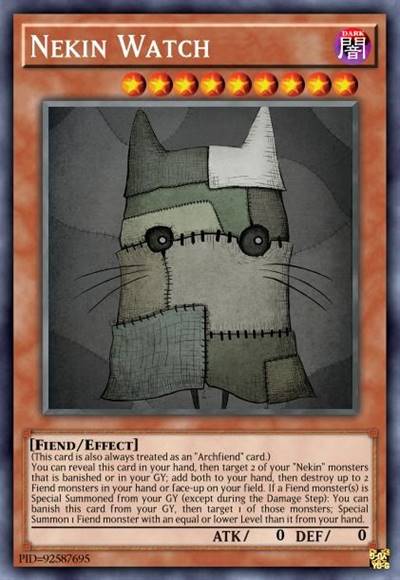 NEKIN WATCH
DARK
闇
[FIEND/EFFECT]
(This card is also always treated as an "Archfiend" card.)
You can reveal this card in your hand, then target 2 of your "Nekin" monsters
that is banished or in your GY; add both to your hand, then destroy up to 2
Fiend monsters in your hand or face-up on your field. If a Fiend monster(s) is
Special Summoned from your GY (except during the Damage Step): You can
banish this card from your GY, then target 1 of those monsters; Special
Summon 1 Fiend monster with an equal or lower Level than it from your hand.
ATK/ 0 DEF/ 0
PID=92587695